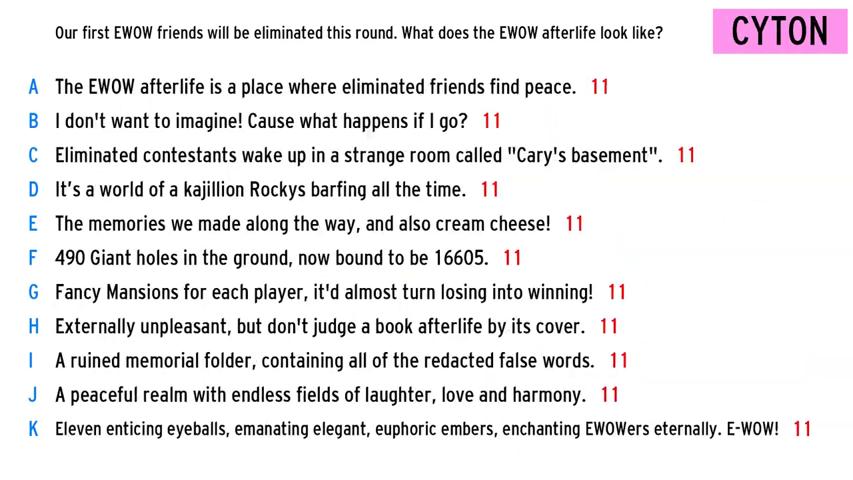 Our first EWOW friends will be eliminated this round. What does the EWOW afterlife look like?
CYTON
A The EWOW afterlife is a place where eliminated friends find peace. 11
B I don't want to imagine! Cause what happens if I go? 11
C Eliminated contestants wake up in a strange room called "Cary's basement". 11
D It's a world of a kajillion Rockys barfing all the time. 11
E The memories we made along the way, and also cream cheese! 11
F 490 Giant holes in the ground, now bound to be 16605. 11
G Fancy Mansions for each player, it'd almost turn losing into winning! 11
H Externally unpleasant, but don't judge a book afterlife by its cover. 11
I A ruined memorial folder, containing all of the redacted false words. 11
J A peaceful realm with endless fields of laughter, love and harmony. 11
K Eleven enticing eyeballs, emanating elegant, euphoric embers, enchanting EWOWers eternally. E-WOW! 11